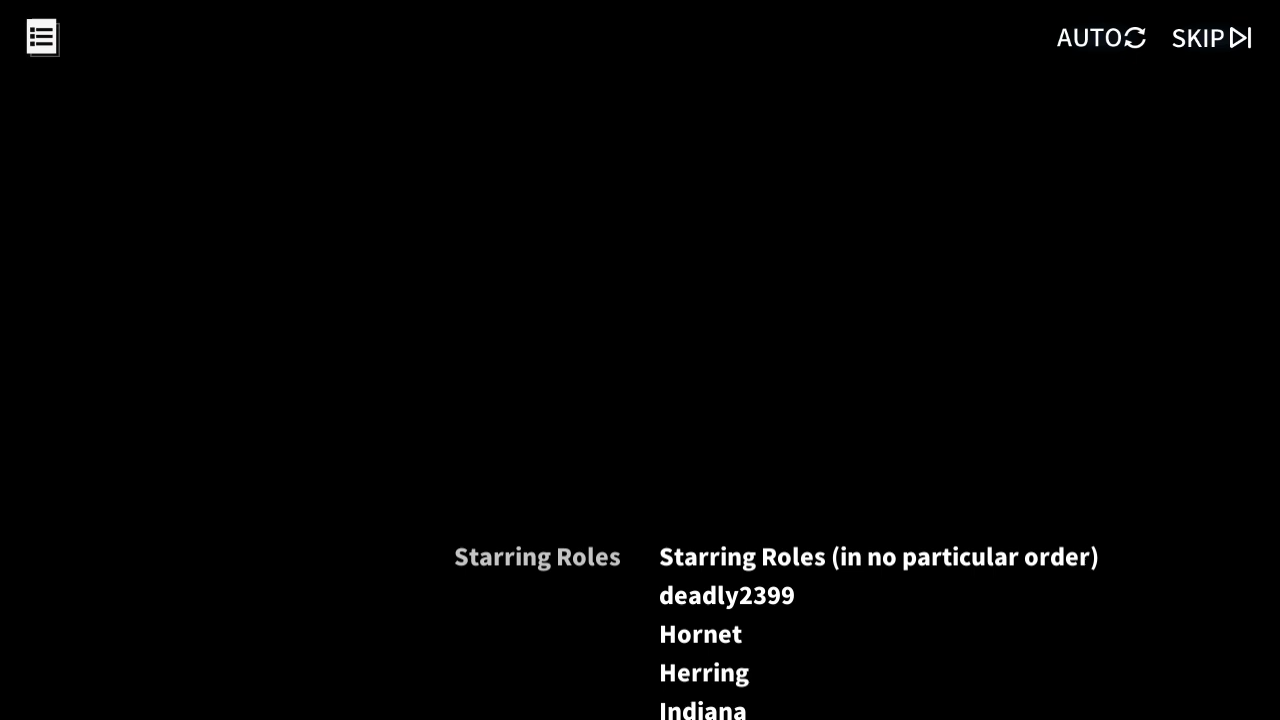 AUTO SKIP
Starring Roles Starring Roles (in no particular order)
deadly2399
Hornet
Herring
Indiana